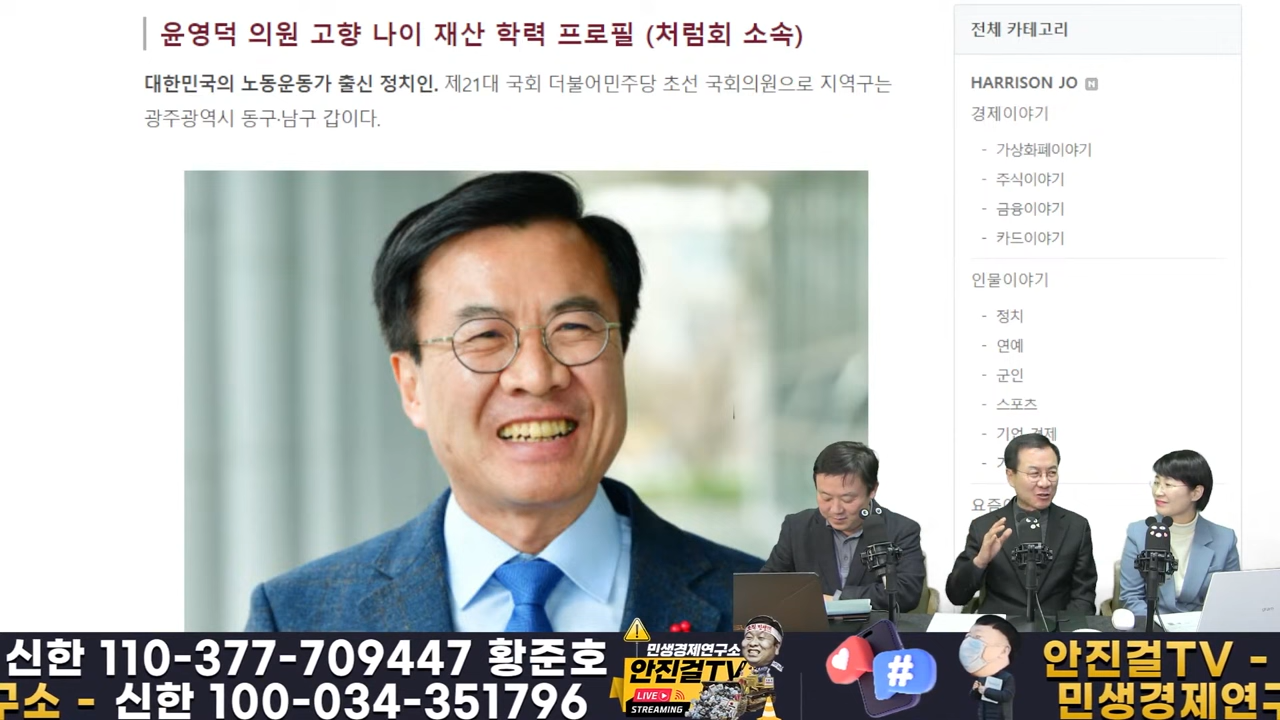 윤영덕 의원 고향 나이 재산 학력 프로필 (처럼회 소속)
대한민국의 노동운동가 출신 정치인. 제21대 국회 더불어민주당 초선 국회의원으로 지역구는
광주광역시 동구·남구 갑이다.
전체 카테고리
HARRISON JO
경제이야기
- 가상화폐이야기
- 주식이야기
- 금융이야기
- 카드이야기
인물이야기
- 정치
- 연예
- 군인
- 스포츠
- 기업 경제
신한 110-377-709447 황준호
구소 - 신한 100-034-351796
민생경제연구소
안진걸TV
LIVE
STREAMING
#
안진걸TV -
민생경제연구